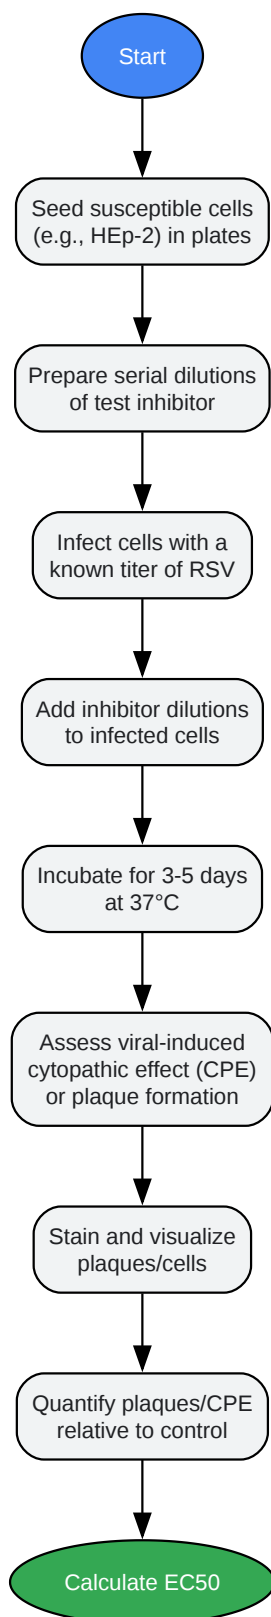 Start
Seed susceptible cells
(e.g., HEp-2) in plates
Prepare serial dilutions
of test inhibitor
Infect cells with a
known titer of RSV
Add inhibitor dilutions
to infected cells
Incubate for 3-5 days
at 37°C
Assess viral-induced
cytopathic effect (CPE)
or plaque formation
Stain and visualize
plaques/cells
Quantify plaques/CPE
relative to control
Calculate EC50